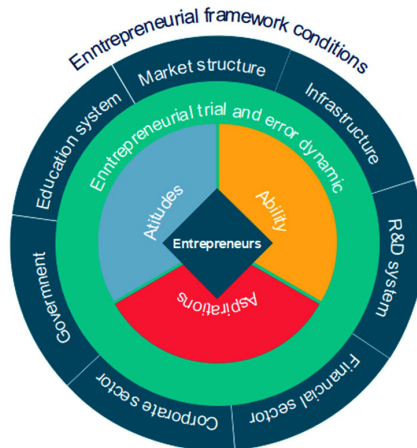 Enntrepreneurial framework conditions
Market structure
Infrastructure
R&D system
Financial sector
Corporate sector
Government
Education system
Enntrepreneurial trial and error dynamic
Atitudes
Ability
Aspirations
Entrepreneurs